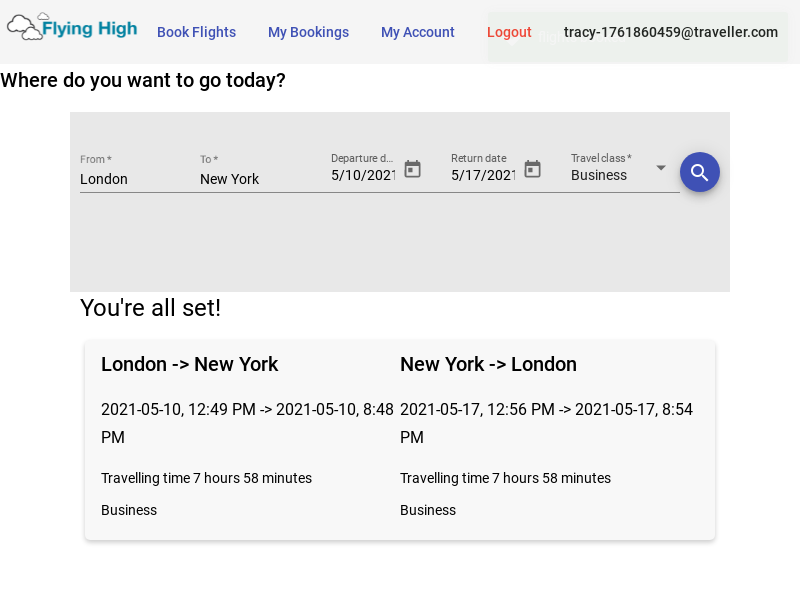 Flying High
Book Flights
My Bookings
My Account
Logout
tracy-1761860459@traveller.com
Where do you want to go today?
From *
London
To *
New York
Departure d...
5/10/2021
Return date
5/17/2021
Travel class *
Business
You're all set!
London -> New York
2021-05-10, 12:49 PM -> 2021-05-10, 8:48
PM
Travelling time 7 hours 58 minutes
Business
New York -> London
2021-05-17, 12:56 PM -> 2021-05-17, 8:54
PM
Travelling time 7 hours 58 minutes
Business